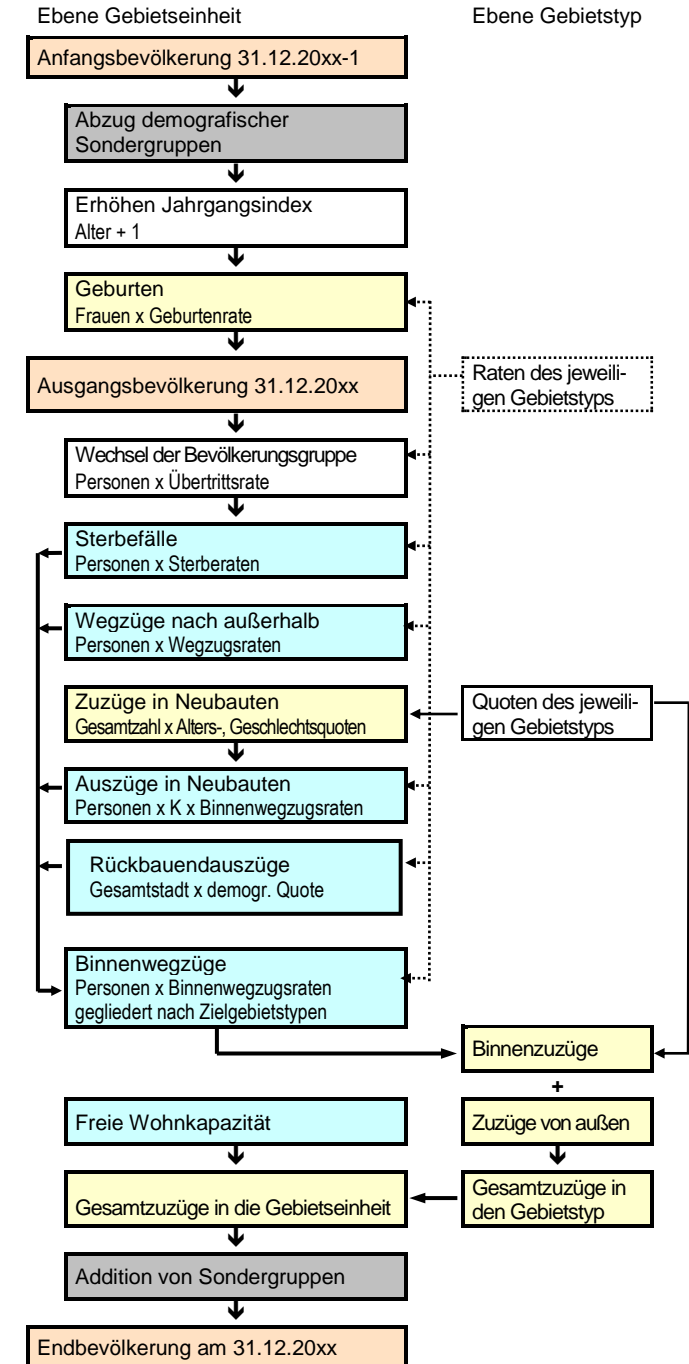 Ebene Gebietseinheit
Ebene Gebietstyp
Anfangsbevölkerung 31.12.20xx-1
Abzug demografischer
Sondergruppen
Erhöhen Jahrgangsindex
Alter + 1
Geburten
Frauen x Geburtenrate
Raten des jeweili-
gen Gebietstyps
Ausgangsbevölkerung 31.12.20xx
Wechsel der Bevölkerungsgruppe
Personen x Übertrittsrate
Sterbefälle
Personen x Sterberaten
Wegzüge nach außerhalb
Personen x Wegzugsraten
Zuzüge in Neubauten
Gesamtzahl x Alters-, Geschlechtsquoten
Quoten des jeweili-
gen Gebietstyps
Auszüge in Neubauten
Personen x K x Binnenwegzugsraten
Rückbauendauszüge
Gesamtstadt x demogr. Quote
Binnenwegzüge
Personen x Binnenwegzugsraten
gegliedert nach Zielgebietstypen
Binnenzuzüge
+
Freie Wohnkapazität
Zuzüge von außen
Gesamtzuzüge in die Gebietseinheit
Gesamtzuzüge in
den Gebietstyp
Addition von Sondergruppen
Endbevölkerung am 31.12.20xx